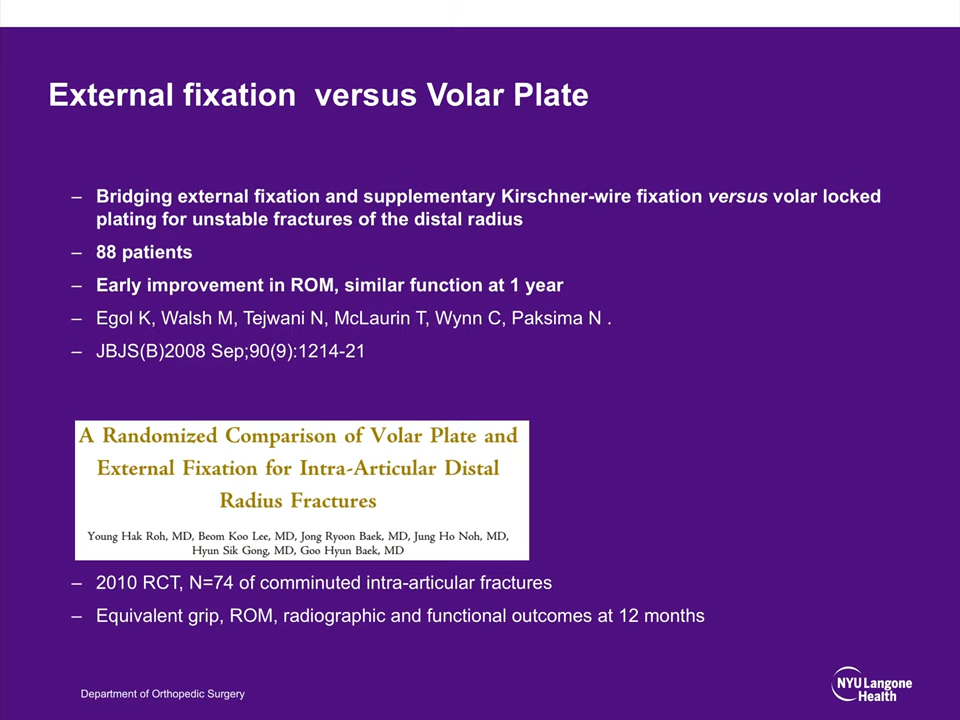 External fixation  versus Volar Plate
– Bridging external fixation and supplementary Kirschner-wire fixation versus volar locked
plating for unstable fractures of the distal radius
– 88 patients
– Early improvement in ROM, similar function at 1 year
– Egol K, Walsh M, Tejwani N, McLaurin T, Wynn C, Paksima N .
– JBJS(B)2008 Sep;90(9):1214-21
A Randomized Comparison of Volar Plate and
External Fixation for Intra-Articular Distal
Radius Fractures
Young Hak Roh, MD, Beom Koo Lee, MD, Jong Ryoon Baek, MD, Jung Ho Noh, MD,
Hyun Sik Gong, MD, Goo Hyun Baek, MD
– 2010 RCT, N=74 of comminuted intra-articular fractures
– Equivalent grip, ROM, radiographic and functional outcomes at 12 months
Department of Orthopedic Surgery
NYU Langone
Health